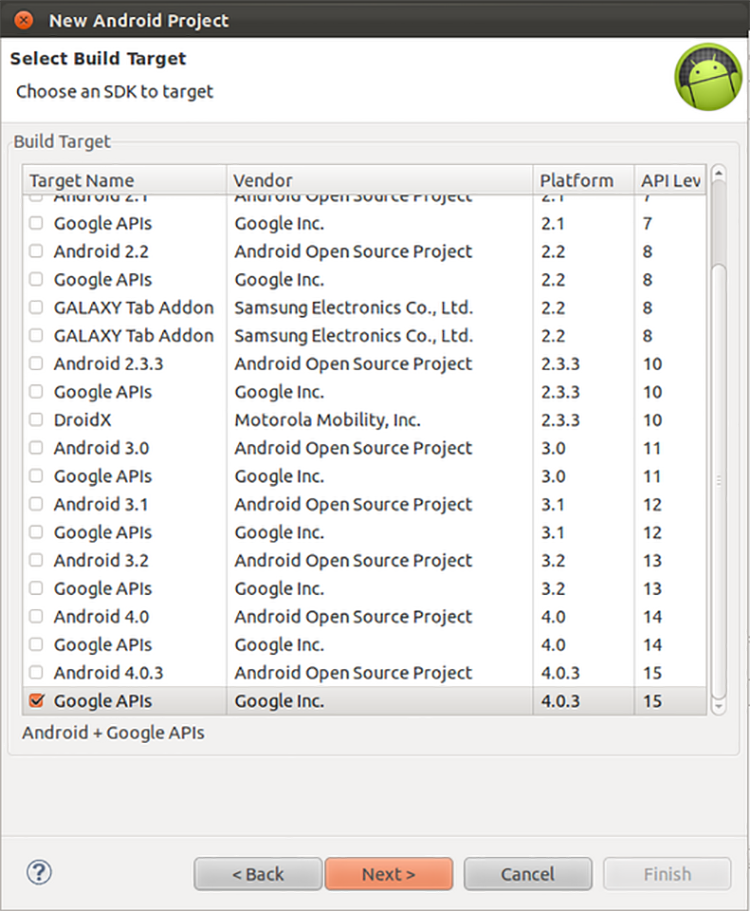 New Android Project
Select Build Target
Choose an SDK to target
Build Target
Target Name Vendor Platform API Lev
Android 2.1 Android Open Source Project 2.1 7
Google APIs Google Inc. 2.1 7
Android 2.2 Android Open Source Project 2.2 8
Google APIs Google Inc. 2.2 8
GALAXY Tab Addon Samsung Electronics Co., Ltd. 2.2 8
GALAXY Tab Addon Samsung Electronics Co., Ltd. 2.2 8
Android 2.3.3 Android Open Source Project 2.3.3 10
Google APIs Google Inc. 2.3.3 10
DroidX Motorola Mobility, Inc. 2.3.3 10
Android 3.0 Android Open Source Project 3.0 11
Google APIs Google Inc. 3.0 11
Android 3.1 Android Open Source Project 3.1 12
Google APIs Google Inc. 3.1 12
Android 3.2 Android Open Source Project 3.2 13
Google APIs Google Inc. 3.2 13
Android 4.0 Android Open Source Project 4.0 14
Google APIs Google Inc. 4.0 14
Android 4.0.3 Android Open Source Project 4.0.3 15
Google APIs Google Inc. 4.0.3 15
Android + Google APIs
? < Back Next > Cancel Finish